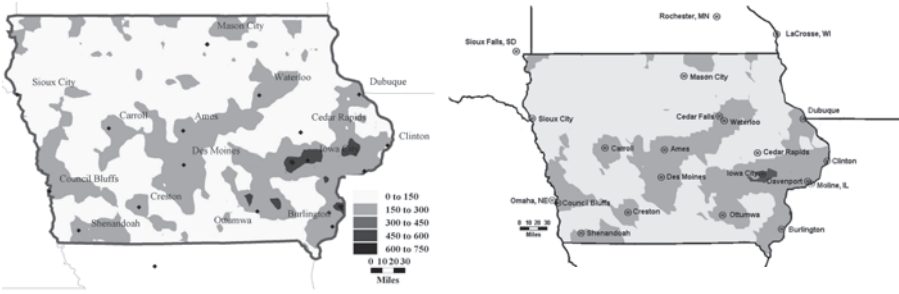 Mason City
Sioux City
Waterloo
Dubuque
Carroll
Ames
Cedar Rapids
Clinton
Iowa City
Des Moines
Council Bluffs
Creston
Shenandoah
Ottumwa
Burlington
0 to 150
150 to 300
300 to 450
450 to 600
600 to 750
0 10 20 30
Miles
Rochester, MN
LaCrosse, WI
Sioux Falls, SD
Mason City
Sioux City
Cedar Falls
Waterloo
Dubuque
Carroll
Ames
Cedar Rapids
Clinton
Iowa City
Des Moines
Davenport
Moline, IL
Omaha, NE
Council Bluffs
Creston
Ottumwa
Burlington
Shenandoah
0 10 20 30
Miles